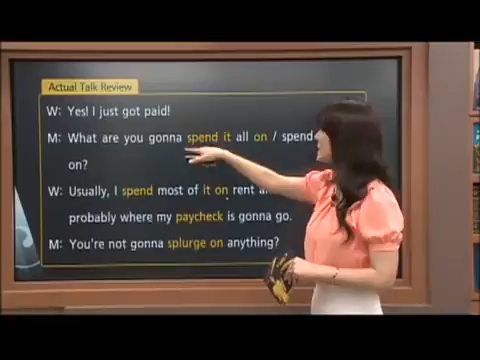 Actual Talk Review
W: Yes! I just got paid!
M: What are you gonna spend it all on / spend
on?
W: Usually, I spend most of it on rent
probably where my paycheck is gonna go.
M: You're not gonna splurge on anything?